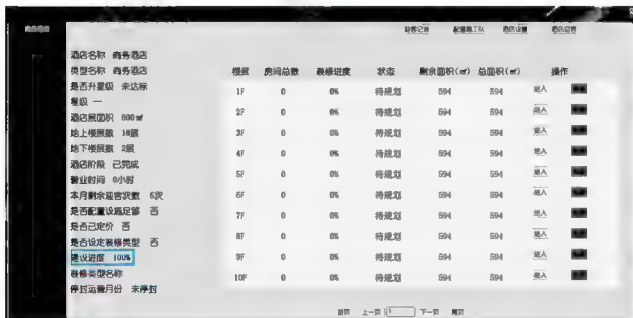 商务酒店
运营记录 配置施工队 酒店设置 酒店运营
酒店名称 商务酒店
类型名称 商务酒店
是否升星级 未达标
星级 一
酒店层面积 600㎡
地上楼层数 18层
地下楼层数 2层
酒店阶段 已完成
营业时间 0小时
本月剩余迎客次数 6次
是否配置设施足够 否
是否已定价 否
是否设定装修类型 否
建设进度 100%
装修类型名称
停封运营月份 未停封
楼层 房间总数 装修进度 状态 剩余面积(㎡) 总面积(㎡) 操作
1F 0 0% 待规划 594 594 进入
2F 0 0% 待规划 594 594 进入
3F 0 0% 待规划 594 594 进入
4F 0 0% 待规划 594 594 进入
5F 0 0% 待规划 594 594 进入
6F 0 0% 待规划 594 594 进入
7F 0 0% 待规划 594 594 进入
8F 0 0% 待规划 594 594 进入
9F 0 0% 待规划 594 594 进入
10F 0 0% 待规划 594 594 进入
首页 上一页 1 下一页 尾页